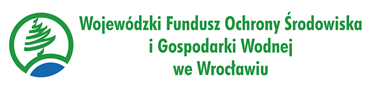 Wojewódzki Fundusz Ochrony Środowiska
i Gospodarki Wodnej
we Wrocławiu